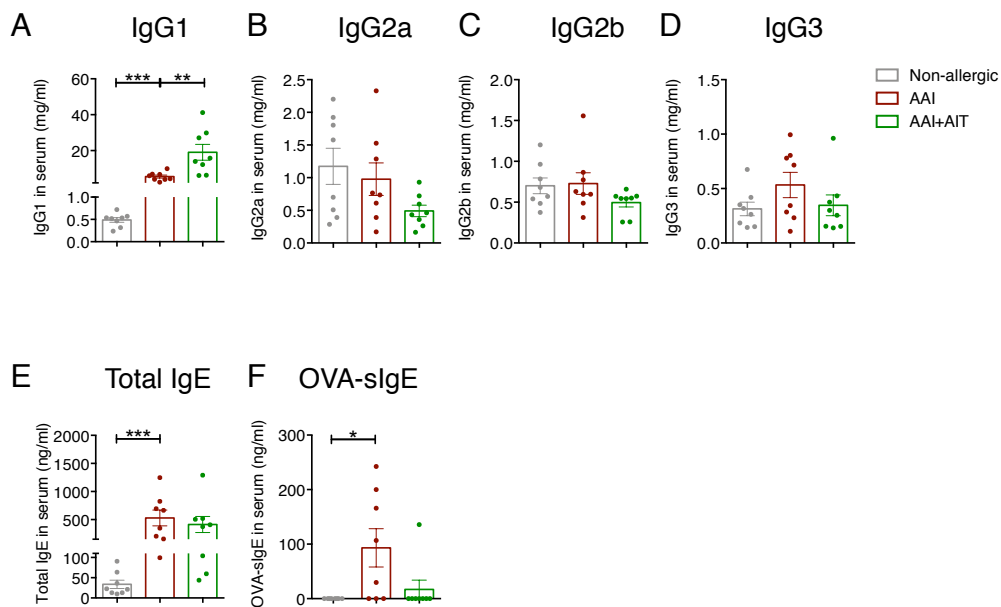 A IgG1
B IgG2a
C IgG2b
D IgG3
IgG1 in serum (mg/ml)
60
40
20
1.0
0.5
0.0
*** **
IgG2a in serum (mg/ml)
2.5
2.0
1.5
1.0
0.5
0.0
IgG2b in serum (mg/ml)
2.0
1.5
1.0
0.5
0.0
IgG3 in serum (mg/ml)
1.5
1.0
0.5
0.0
Non-allergic
AAI
AAI+AIT
E Total IgE
F OVA-sIgE
Total IgE in serum (ng/ml)
2000
1500
1000
500
100
50
0
***
OVA-sIgE in serum (ng/ml)
300
200
100
0
*